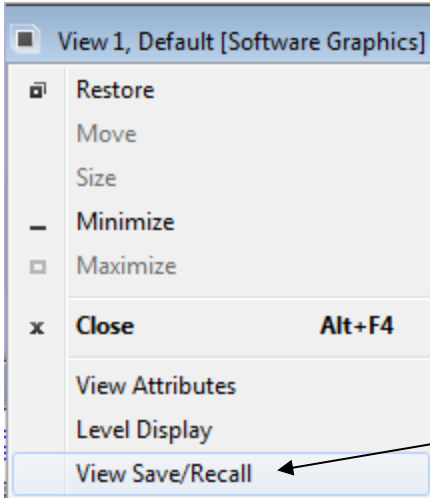 View 1, Default [Software Graphics]
Restore
Move
Size
Minimize
Maximize
Close Alt+F4
View Attributes
Level Display
View Save/Recall